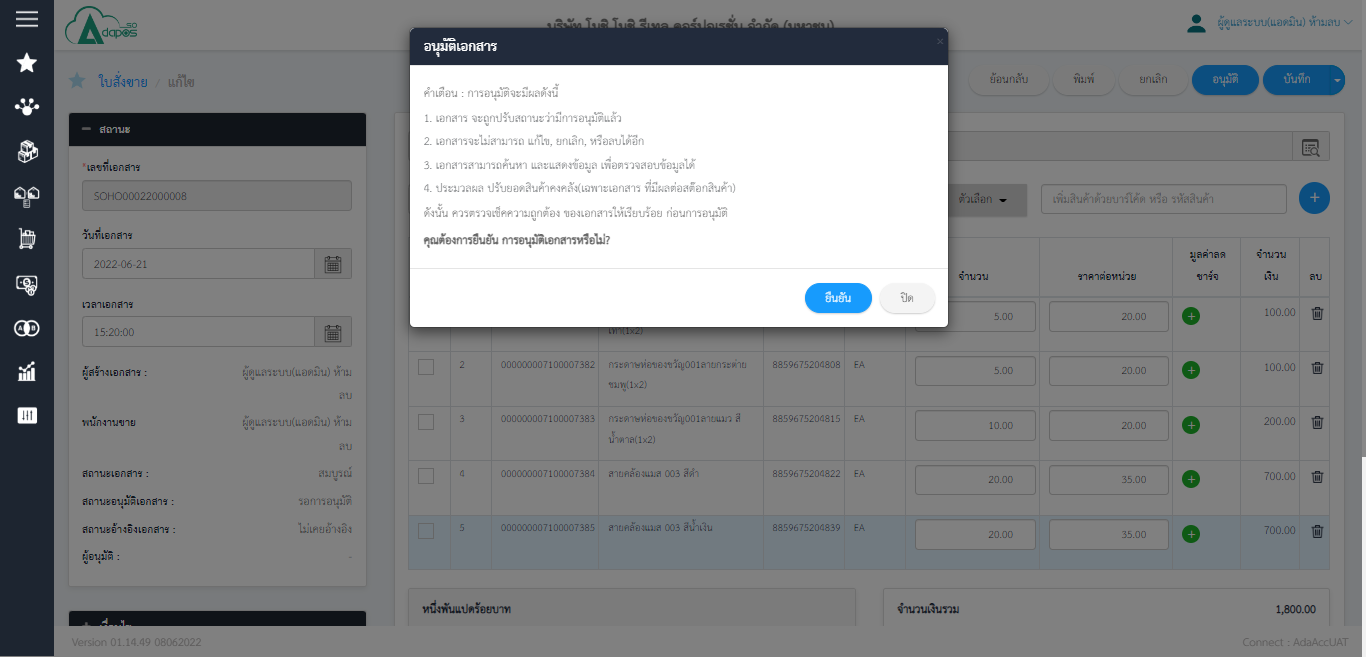 SO
dapos
บริษัท โมชิ โมชิ รีเทล คอร์ปอเรชั่น จำกัด (มหาชน)
ผู้ดูแลระบบ(แอดมิน) ห้ามลบ
ใบสั่งขาย / แก้ไข
ย้อนกลับ
พิมพ์
ยกเลิก
อนุมัติ
บันทึก
อนุมัติเอกสาร
×
คำเตือน : การอนุมัติจะมีผลดังนี้
1. เอกสาร จะถูกปรับสถานะว่ามีการอนุมัติแล้ว
2. เอกสารจะไม่สามารถ แก้ไข, ยกเลิก, หรือลบได้อีก
3. เอกสารสามารถค้นหา และแสดงข้อมูล เพื่อตรวจสอบข้อมูลได้
4. ประมวลผล ปรับยอดสินค้าคงคลัง(เฉพาะเอกสาร ที่มีผลต่อสต๊อกสินค้า)
ดังนั้น ควรตรวจเช็คความถูกต้อง ของเอกสารให้เรียบร้อย ก่อนการอนุมัติ
คุณต้องการยืนยัน การอนุมัติเอกสารหรือไม่?
ยืนยัน
ปิด
สถานะ
*เลขที่เอกสาร
SOHO00022000008
วันที่เอกสาร
2022-06-21
เวลาเอกสาร
15:20:00
ผู้สร้างเอกสาร : ผู้ดูแลระบบ(แอดมิน) ห้าม
ลบ
พนักงานขาย ผู้ดูแลระบบ(แอดมิน) ห้าม
ลบ
สถานะเอกสาร : สมบูรณ์
สถานะอนุมัติเอกสาร : รอการอนุมัติ
สถานะอ้างอิงเอกสาร : ไม่เคยอ้างอิง
ผู้อนุมัติ : -
ตัวเลือก
เพิ่มสินค้าด้วยบาร์โค้ด หรือ รหัสสินค้า
จำนวน ราคาต่อหน่วย มูลค่าลด ชาร์จ จำนวน เงิน ลบ
5.00 20.00 100.00
เทา(1x2)
2 000000007100007382 กระดาษห่อของขวัญ001ลายกระต่าย 8859675204808 EA 5.00 20.00 100.00
ชมพู(1x2)
3 000000007100007383 กระดาษห่อของขวัญ001ลายแมว สี 8859675204815 EA 10.00 20.00 200.00
น้ำตาล(1x2)
4 000000007100007384 สายคล้องแมส 003 สีดำ 8859675204822 EA 20.00 35.00 700.00
5 000000007100007385 สายคล้องแมส 003 สีน้ำเงิน 8859675204839 EA 20.00 35.00 700.00
หนึ่งพันแปดร้อยบาท
จำนวนเงินรวม 1,800.00
Version 01.14.49 08062022
Connect : AdaAccUAT